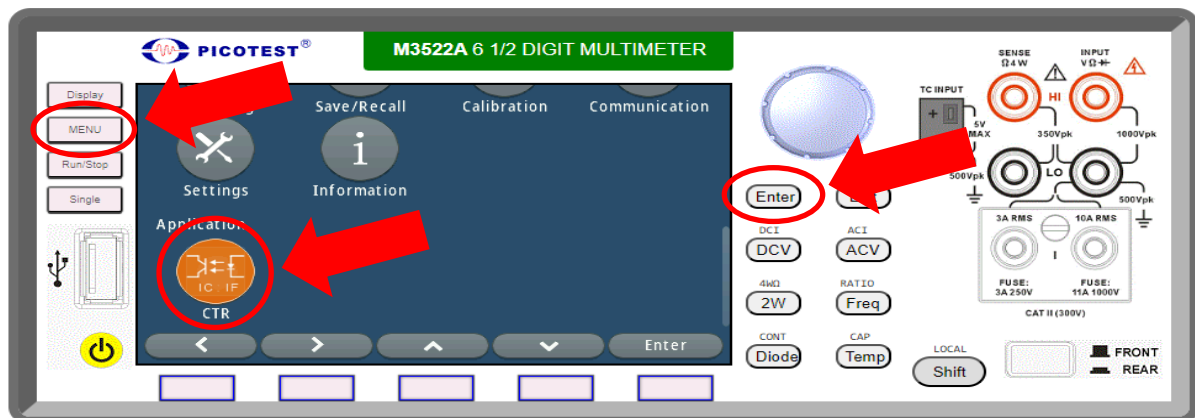 PICOTEST®
M3522A 6 1/2 DIGIT MULTIMETER
Display
MENU
Run/Stop
Single
Save/Recall
Calibration
Communication
Settings
Information
Application
IC IF
CTR
Enter
Enter
DCI
ACI
DCV
ACV
4WΩ
RATIO
2W
Freq
CONT
CAP
Diode
Temp
LOCAL
Shift
SENSE
Ω4W
INPUT
VΩ
TC INPUT
HI
5V
MAX
350Vpk
1000Vpk
LO
500Vpk
500Vpk
3A RMS
10A RMS
I
FUSE:
3A 250V
FUSE:
11A 1000V
CAT II (300V)
FRONT
REAR